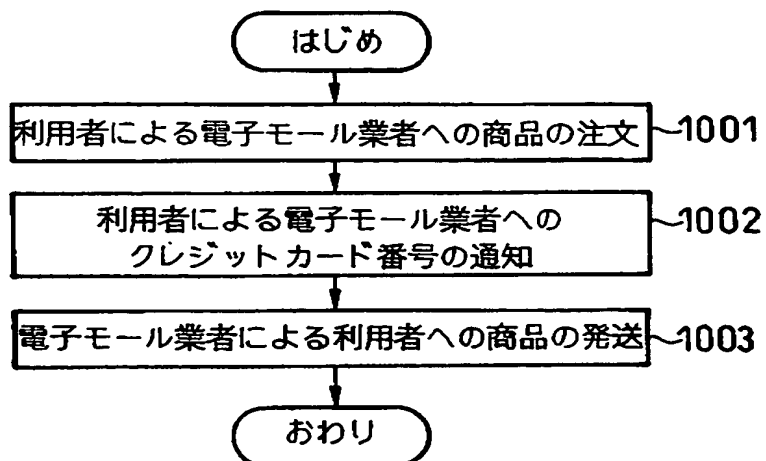 はじめ
利用者による電子モール業者への商品の注文 1001
利用者による電子モール業者への 1002
クレジットカード番号の通知
電子モール業者による利用者への商品の発送 1003
おわり